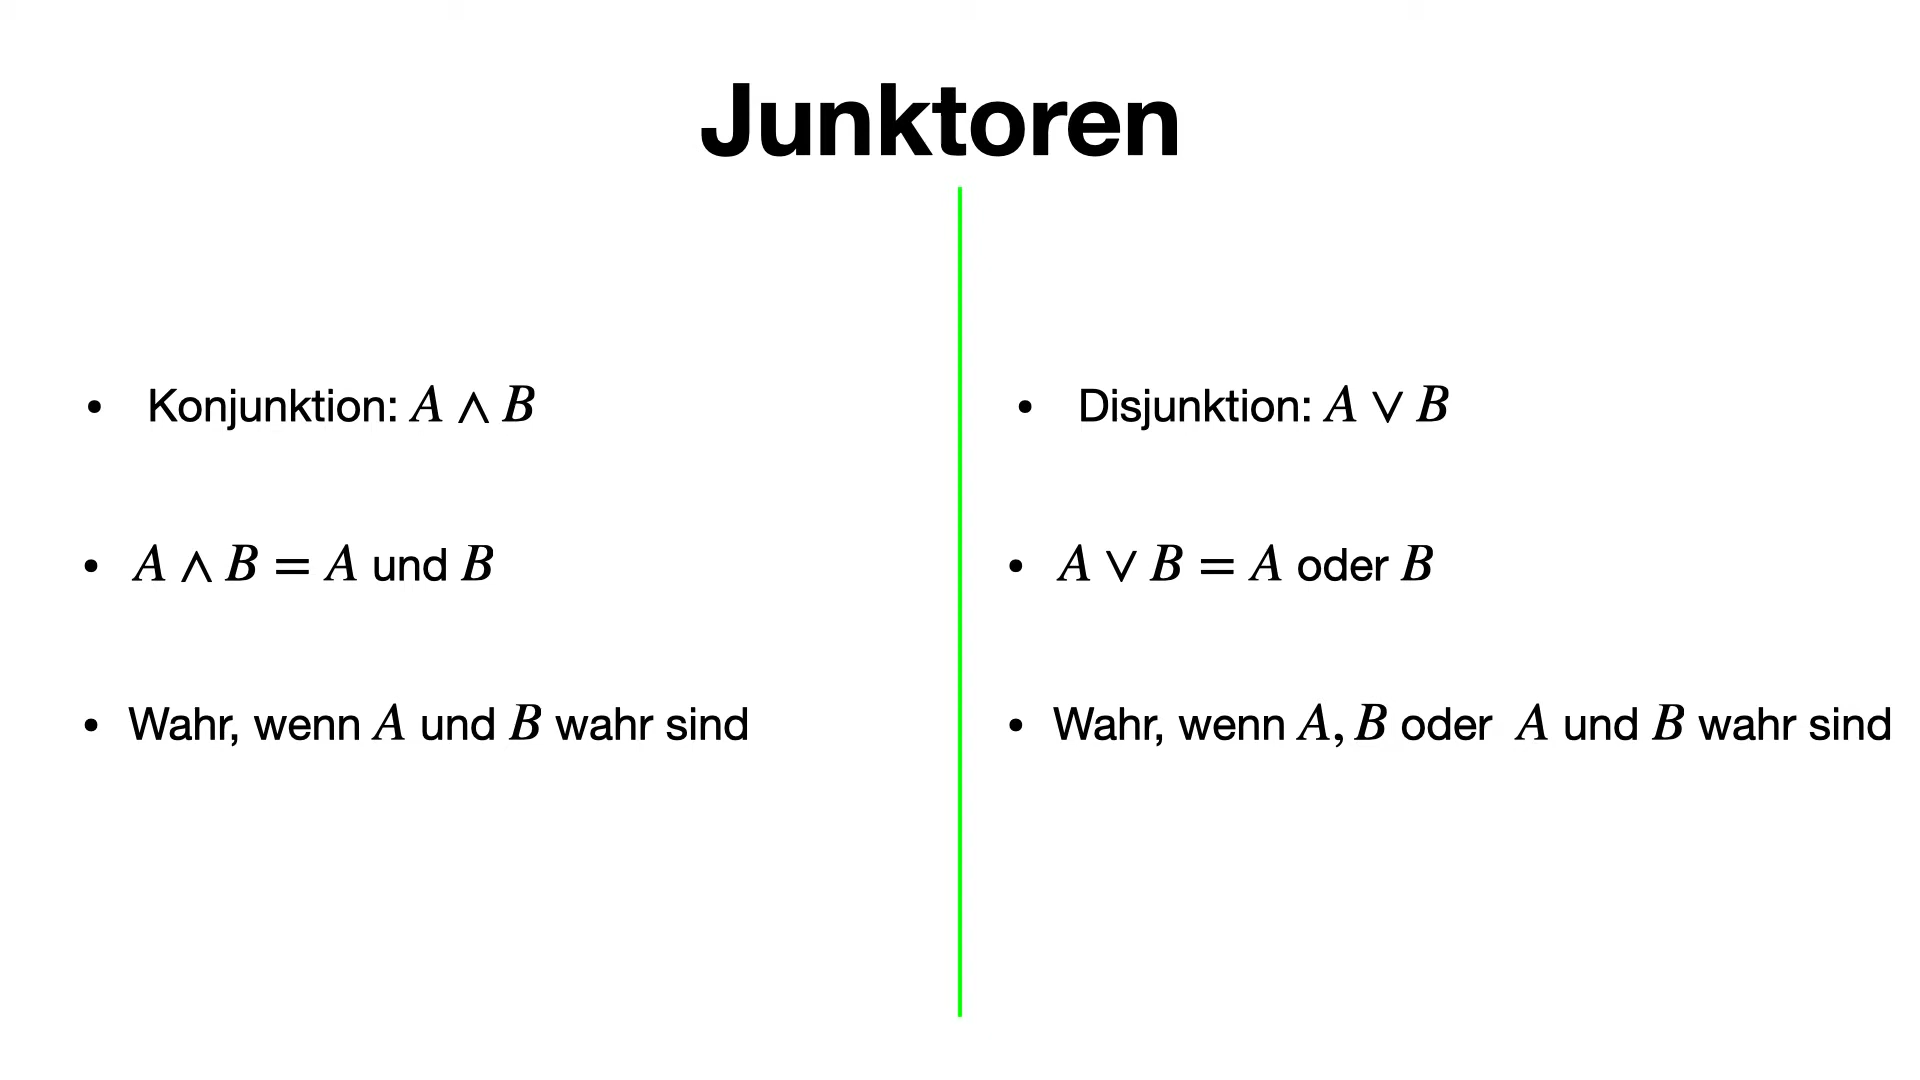 Junktoren
• Konjunktion: A ∧ B
• A ∧ B = A und B
• Wahr, wenn A und B wahr sind
• Disjunktion: A ∨ B
• A ∨ B = A oder B
• Wahr, wenn A, B oder A und B wahr sind